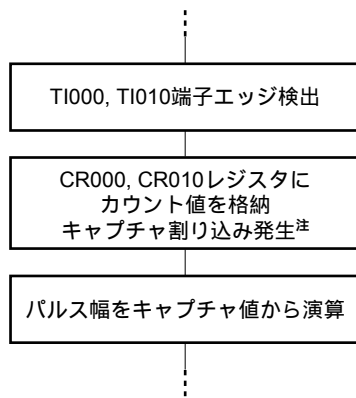 TI000, TI010端子エッジ検出
CR000, CR010レジスタに
カウント値を格納
キャプチャ割り込み発生注
パルス幅をキャプチャ値から演算